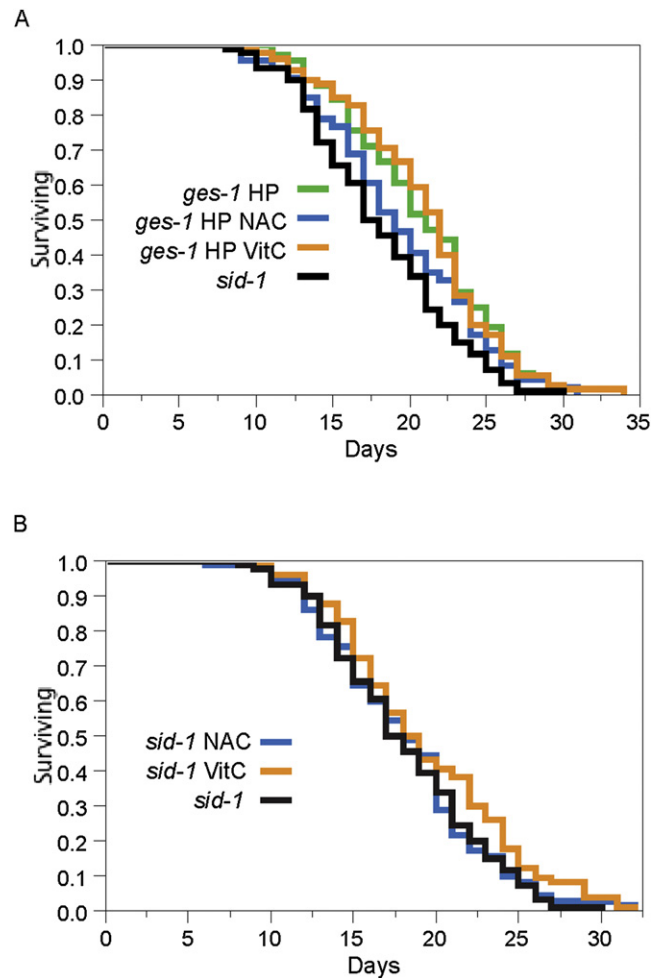 A
1.0
0.9
0.8
0.7
0.6
0.5
0.4
0.3
0.2
0.1
0.0
Surviving
ges-1 HP
ges-1 HP NAC
ges-1 HP VitC
sid-1
0 5 10 15 20 25 30 35
Days
B
1.0
0.9
0.8
0.7
0.6
0.5
0.4
0.3
0.2
0.1
0.0
Surviving
sid-1 NAC
sid-1 VitC
sid-1
0 5 10 15 20 25 30
Days